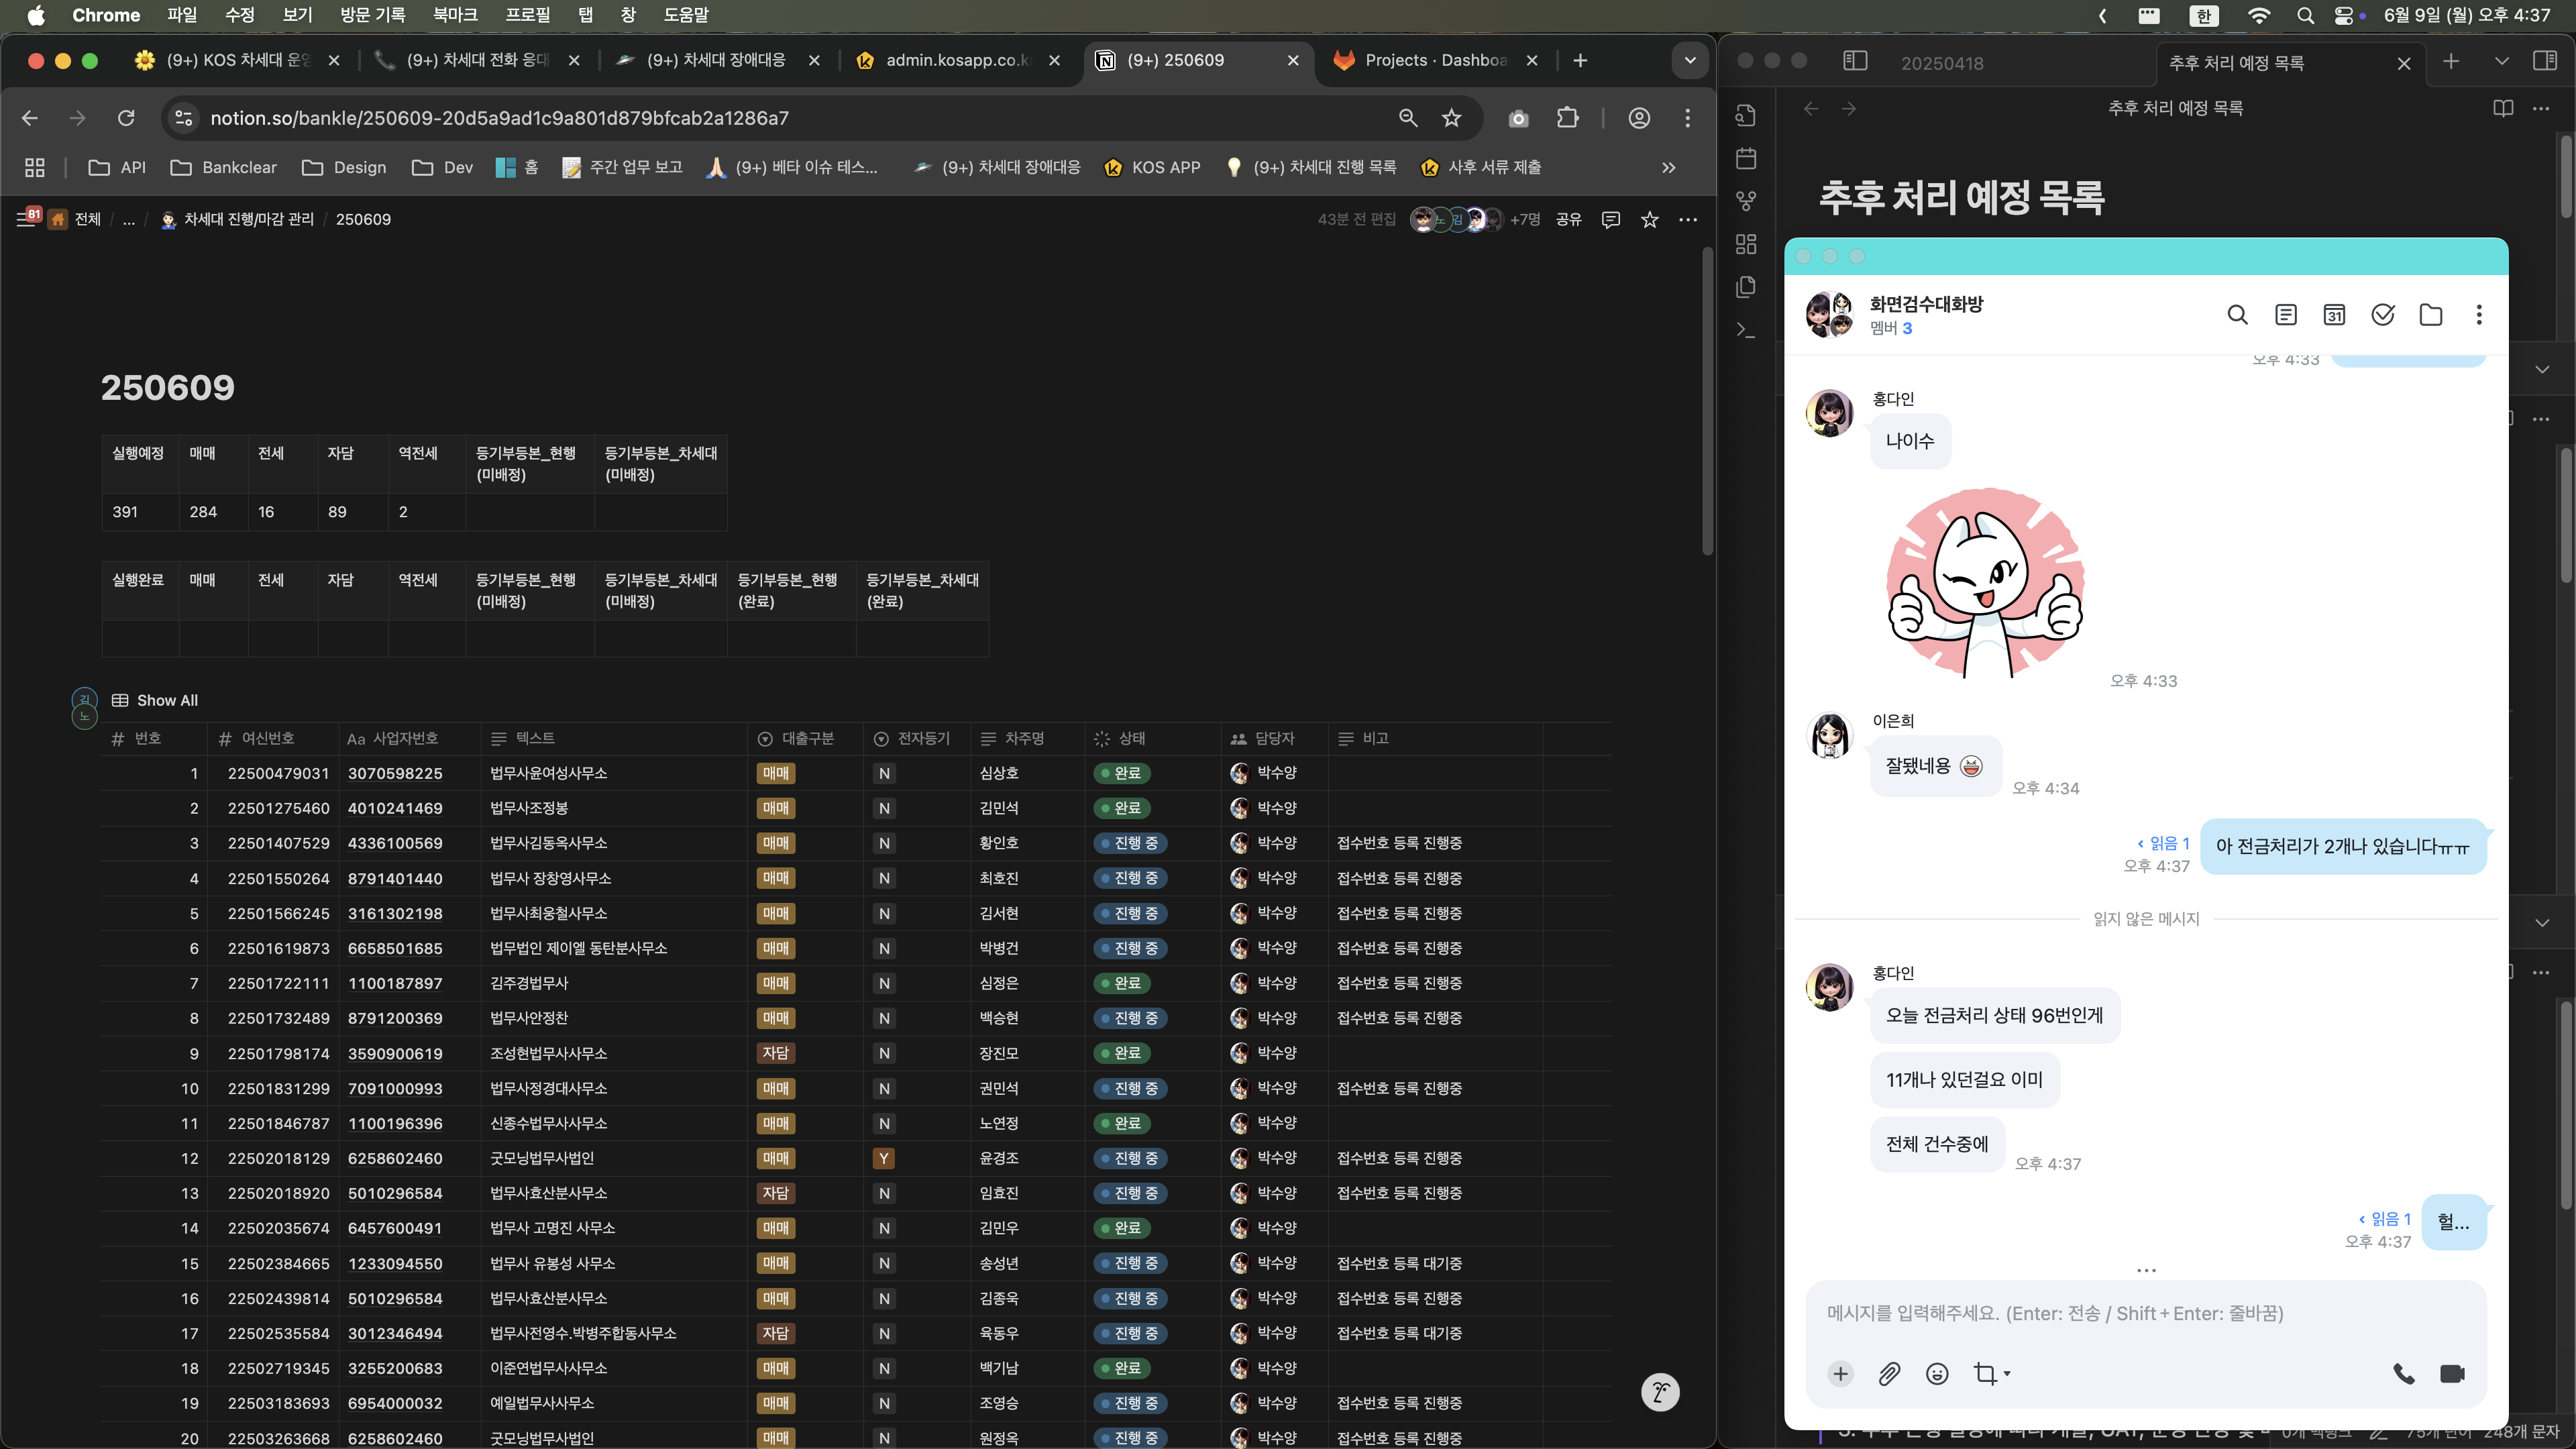 Chrome 파일 수정 보기 방문 기록 북마크 프로필 탭 창 도움말
한 6월 9일 (월) 오후 4:37
(9+) KOS 차세대 운영 (9+) 차세대 전화 응대 (9+) 차세대 장애대응 admin.kosapp.co.k (9+) 250609 Projects · Dashboa
notion.so/bankle/250609-20d5a9ad1c9a801d879bfcab2a1286a7
API Bankclear Design Dev 홈 주간 업무 보고 (9+) 베타 이슈 테스... (9+) 차세대 장애대응 KOS APP (9+) 차세대 진행 목록 사후 서류 제출
81 전체 / ... / 차세대 진행/마감 관리 / 250609
43분 전 편집 노 김 +7명 공유
250609
실행예정 매매 전세 자담 역전세 등기부등본_현행 (미배정) 등기부등본_차세대 (미배정)
391 284 16 89 2
실행완료 매매 전세 자담 역전세 등기부등본_현행 (미배정) 등기부등본_차세대 (미배정) 등기부등본_현행 (완료) 등기부등본_차세대 (완료)
김
노
Show All
# 번호 # 여신번호 Aa 사업자번호 텍스트 대출구분 전자등기 차주명 상태 담당자 비고
1 22500479031 3070598225 법무사윤여성사무소 매매 N 심상호 완료 박수양
2 22501275460 4010241469 법무사조정봉 매매 N 김민석 완료 박수양
3 22501407529 4336100569 법무사김동옥사무소 매매 N 황인호 진행 중 박수양 접수번호 등록 진행중
4 22501550264 8791401440 법무사 장창영사무소 매매 N 최호진 진행 중 박수양 접수번호 등록 진행중
5 22501566245 3161302198 법무사최웅철사무소 매매 N 김서현 진행 중 박수양 접수번호 등록 진행중
6 22501619873 6658501685 법무법인 제이엘 동탄분사무소 매매 N 박병건 진행 중 박수양 접수번호 등록 진행중
7 22501722111 1100187897 김주경법무사 매매 N 심정은 완료 박수양 접수번호 등록 진행중
8 22501732489 8791200369 법무사안정찬 매매 N 백승현 진행 중 박수양 접수번호 등록 진행중
9 22501798174 3590900619 조성현법무사사무소 자담 N 장진모 완료 박수양
10 22501831299 7091000993 법무사정경대사무소 매매 N 권민석 진행 중 박수양 접수번호 등록 진행중
11 22501846787 1100196396 신종수법무사사무소 매매 N 노연정 완료 박수양
12 22502018129 6258602460 굿모닝법무사법인 매매 Y 윤경조 진행 중 박수양 접수번호 등록 진행중
13 22502018920 5010296584 법무사효산분사무소 자담 N 임효진 진행 중 박수양 접수번호 등록 진행중
14 22502035674 6457600491 법무사 고명진 사무소 매매 N 김민우 완료 박수양
15 22502384665 1233094550 법무사 유봉성 사무소 매매 N 송성년 진행 중 박수양 접수번호 등록 대기중
16 22502439814 5010296584 법무사효산분사무소 매매 N 김종욱 진행 중 박수양 접수번호 등록 진행중
17 22502535584 3012346494 법무사전영수.박병주합동사무소 자담 N 육동우 진행 중 박수양 접수번호 등록 대기중
18 22502719345 3255200683 이준연법무사사무소 매매 N 백기남 완료 박수양
19 22503183693 6954000032 예일법무사사무소 매매 N 조영승 진행 중 박수양 접수번호 등록 진행중
20 22503263668 6258602460 굿모닝법무사법인 매매 N 원정옥 진행 중 박수양 접수번호 등록 진행중
20250418 추후 처리 예정 목록
추후 처리 예정 목록
추후 처리 예정 목록
화면검수대화방
멤버 3
31
오후 4:33
홍다인
나이수
오후 4:33
이은희
잘됐네용
오후 4:34
읽음 1
오후 4:37
아 전금처리가 2개나 있습니다ㅠㅠ
읽지 않은 메시지
홍다인
오늘 전금처리 상태 96번인게
11개나 있던걸요 이미
전체 건수중에
오후 4:37
읽음 1
오후 4:37
헐...
메시지를 입력해주세요. (Enter: 전송 / Shift + Enter: 줄바꿈)
0개 백링크 75개 단어 248개 문자